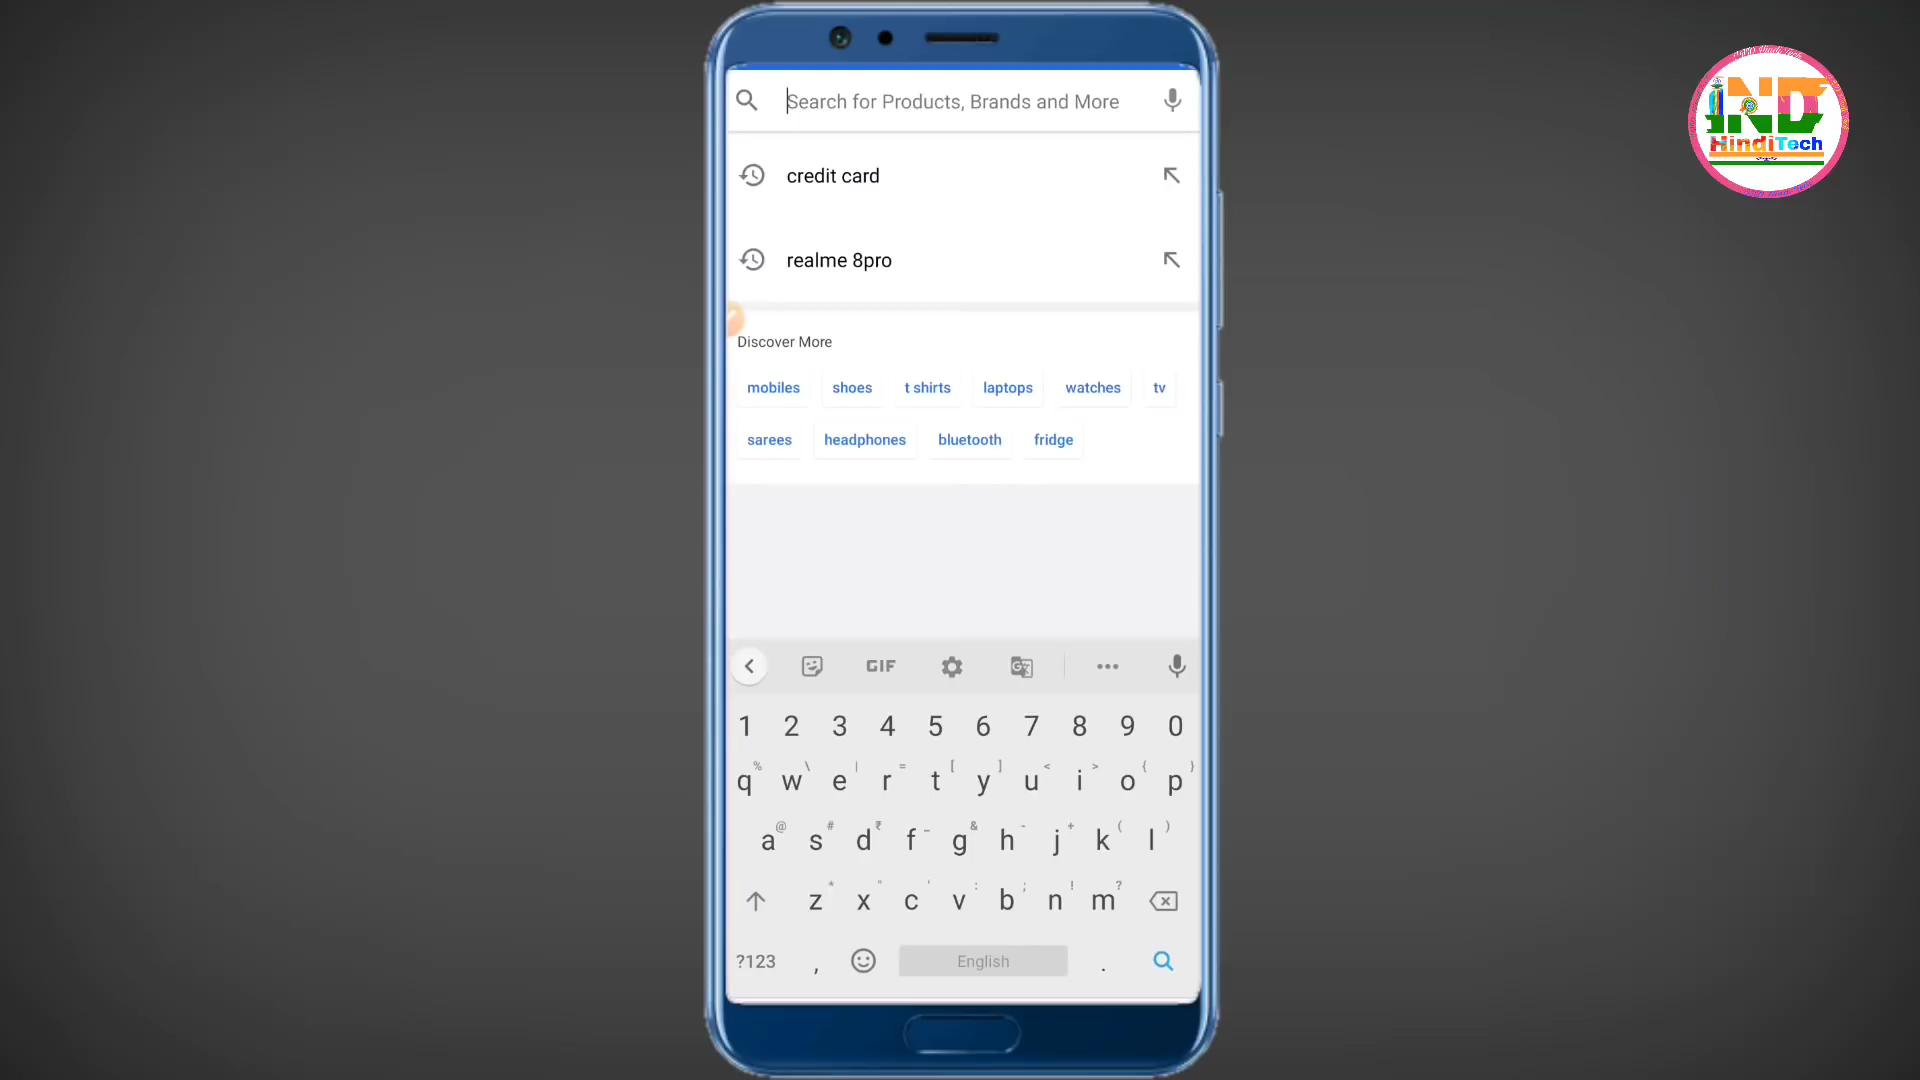 Search for Products, Brands and More
IND
HindiTech
credit card
realme 8pro
Discover More
mobiles shoes t shirts laptops watches tv
sarees headphones bluetooth fridge
GIF
1 2 3 4 5 6 7 8 9 0
% \ | = [ ] < > { }
q w e r t y u i o p
@ # ₹ _ & - + ( )
a s d f g h j k l
* " ' : ; ! ?
z x c v b n m
?123 , English .